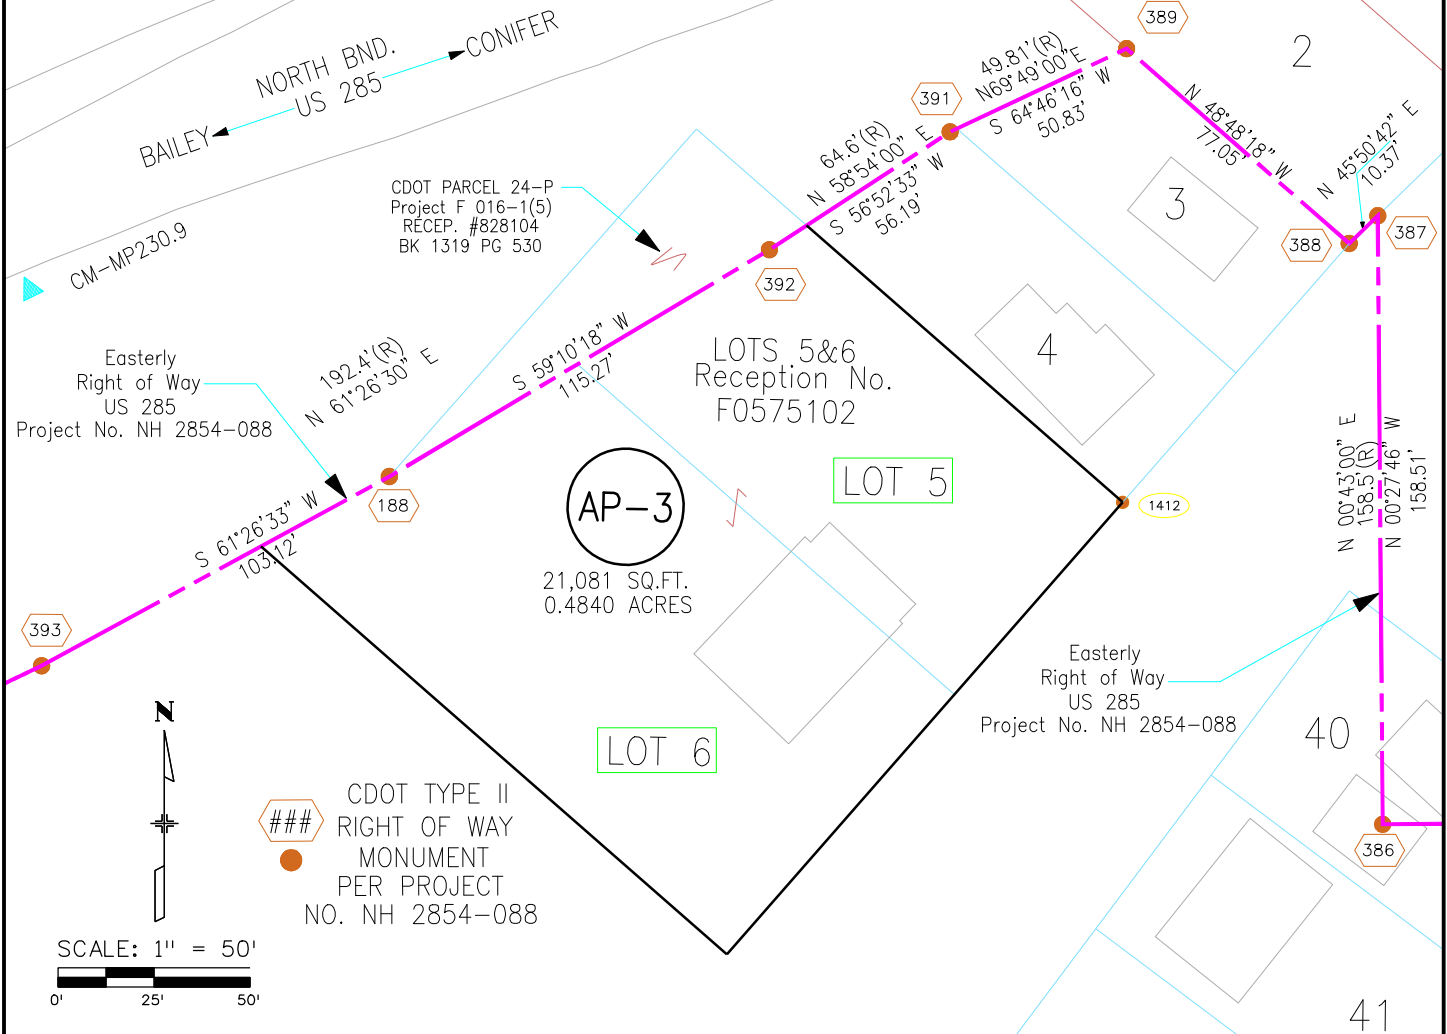 NORTH BND.
US 285
CONIFER
BAILEY
CM-MP230.9
389
2
49.81'(R)
N69°49'00"E
S 64°46'16" W
50.83'
391
N 48°48'18" W
77.05'
N 45°50'42" E
10.37'
64.6'(R)
N 58°54'00" E
S 56°52'33" W
56.19'
3
388
387
CDOT PARCEL 24-P
Project F 016-1(5)
RECEP. #828104
BK 1319 PG 530
392
Easterly
Right of Way
US 285
Project No. NH 2854-088
192.4'(R)
N 61°26'30" E
S 59°10'18" W
115.27'
LOTS 5&6
Reception No.
F0575102
4
188
AP-3
21,081 SQ.FT.
0.4840 ACRES
LOT 5
1412
N 00°43'00" E
158.5'(R)
N 00°27'46" W
158.51'
S 61°26'33" W
103.12'
393
Easterly
Right of Way
US 285
Project No. NH 2854-088
40
LOT 6
N
###
CDOT TYPE II
RIGHT OF WAY
MONUMENT
PER PROJECT
NO. NH 2854-088
386
SCALE: 1" = 50'
0' 25' 50'
41